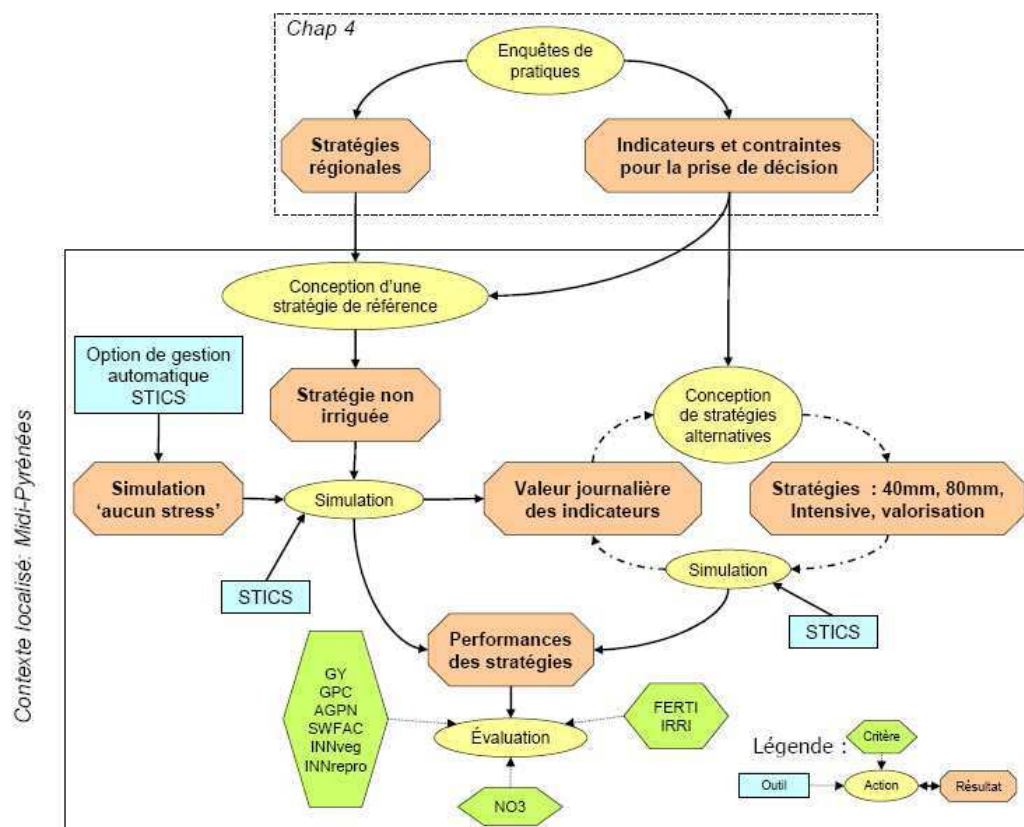 Chap 4
Enquêtes de
pratiques
Stratégies
régionales
Indicateurs et contraintes
pour la prise de décision
Conception d'une
stratégie de référence
Option de gestion
automatique
STICS
Stratégie non
irriguée
Conception
de stratégies
alternatives
Contexte localisé: Midi-Pyrénées
Simulation
'aucun stress'
Simulation
Valeur journalière
des indicateurs
Stratégies : 40mm, 80mm,
Intensive, valorisation
Simulation
STICS
STICS
Performances
des stratégies
GY
GPC
AGPN
SWFAC
INNveg
INNrepro
FERTI
IRRI
Évaluation
NO3
Légende :
Critère
Outil
Action
Résultat